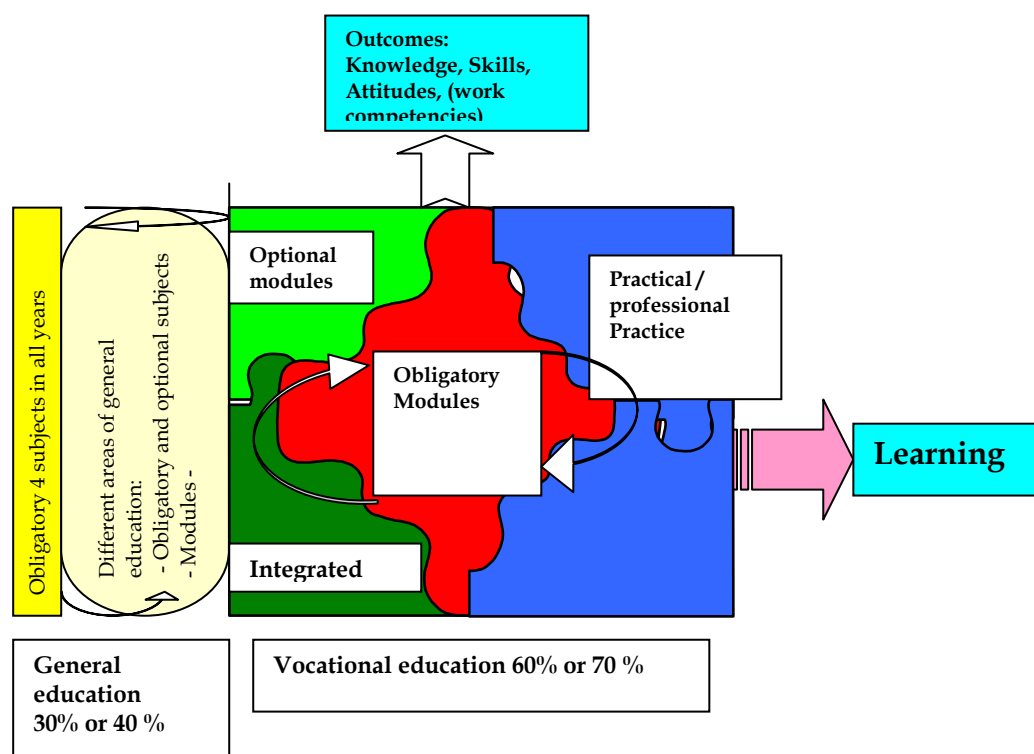 Outcomes:
Knowledge, Skills,
Attitudes, (work
competencies)
Obligatory 4 subjects in all years
Different areas of general
education:
- Obligatory and optional subjects
- Modules -
Optional
modules
Practical/
professional
Practice
Obligatory
Modules
Learning
Integrated
General
education
30% or 40 %
Vocational education 60% or 70 %